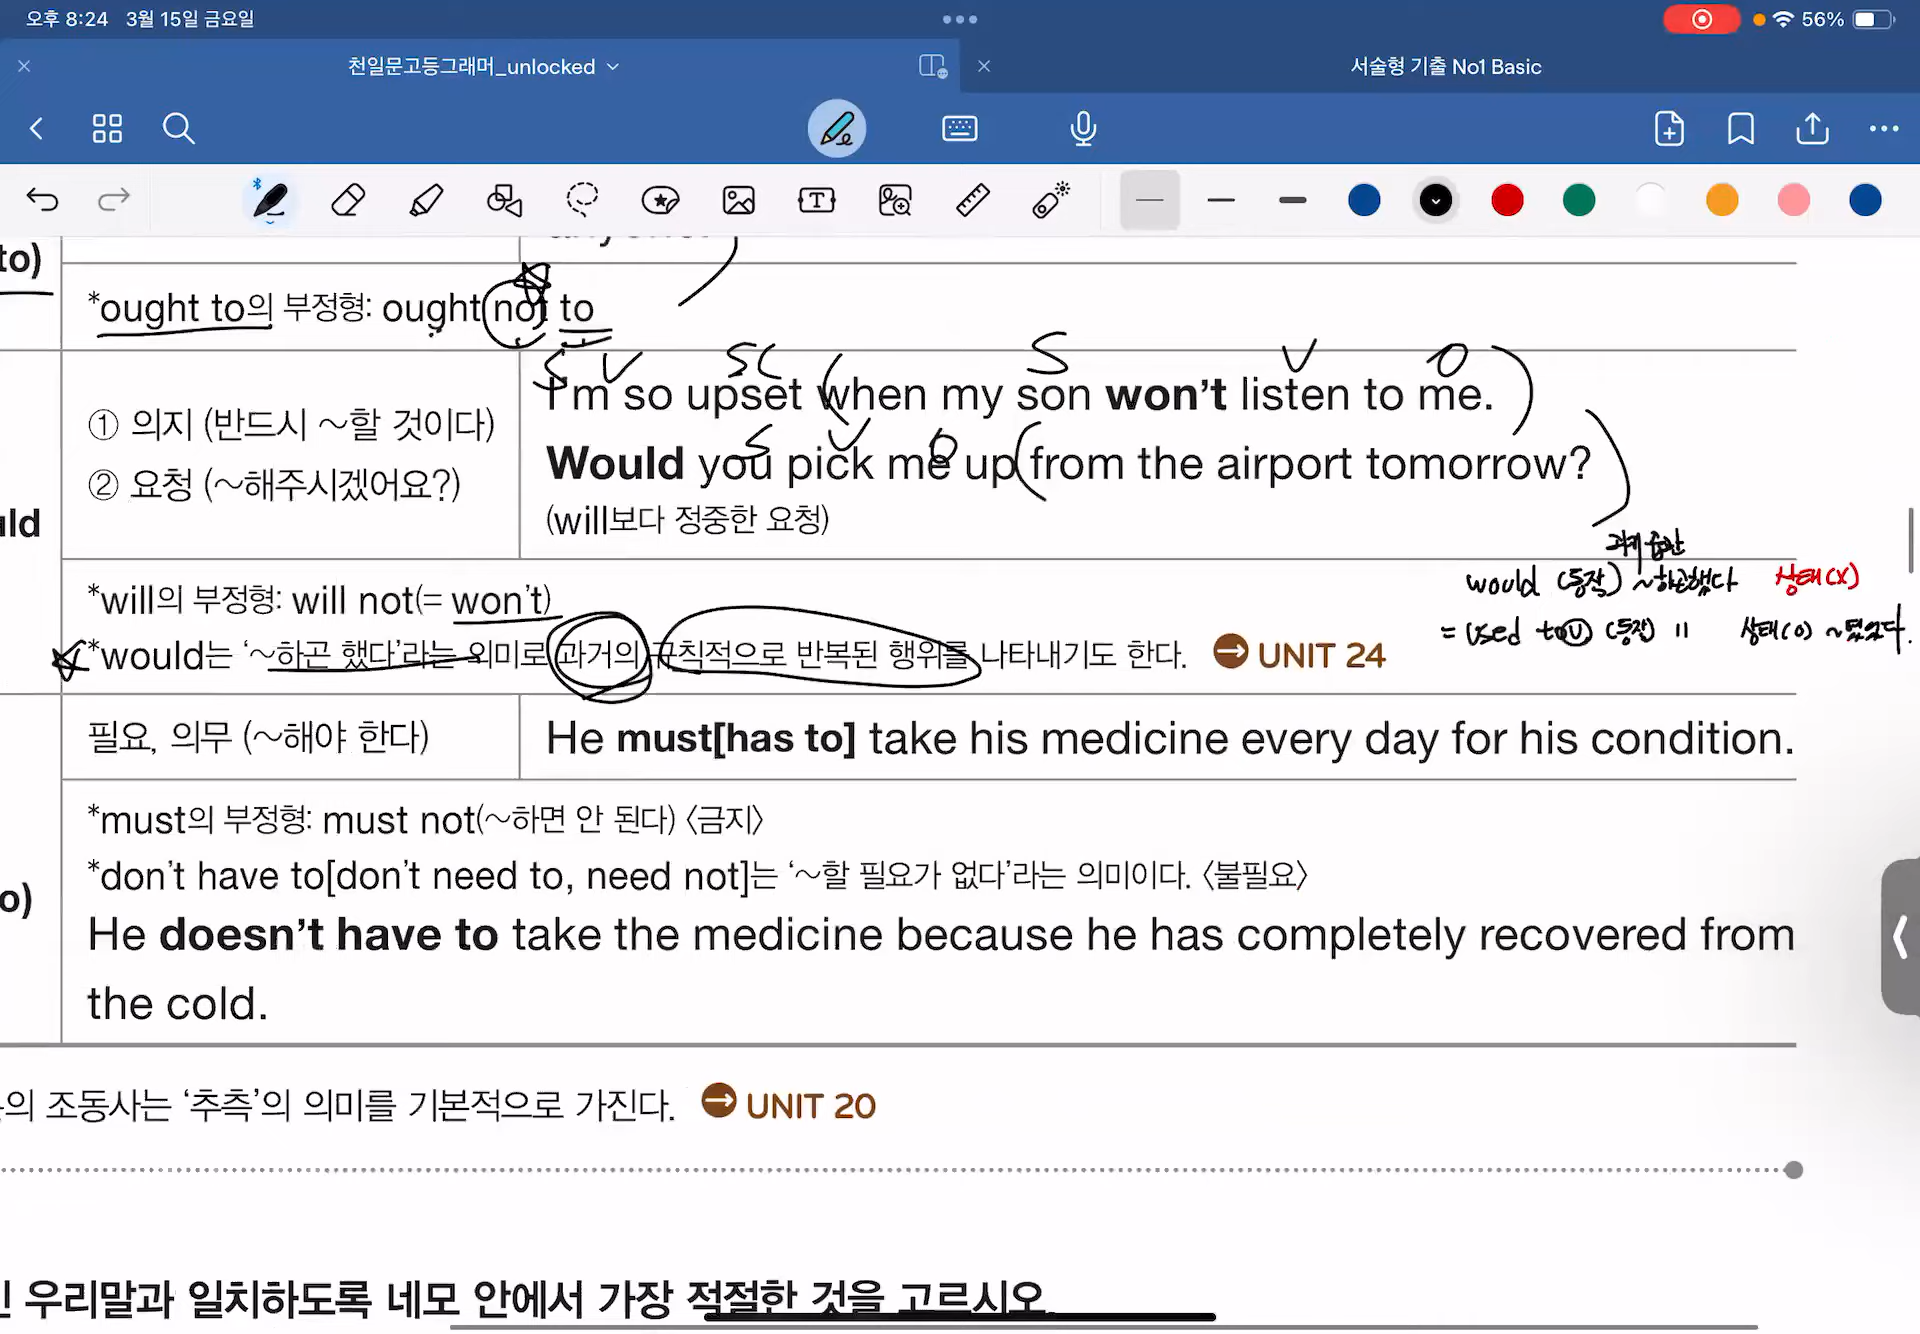 오후 8:24 3월 15일 금요일
56%
천일문고등그래머_unlocked
서술형 기출 No1 Basic
to)
*ought to의 부정형: ought not to
S V SC S V O
① 의지 (반드시 ~할 것이다)
② 요청 (~해주시겠어요?)
I'm so upset when my son won't listen to me.
S V O
Would you pick me up from the airport tomorrow?
(will보다 정중한 요청)
uld
*will의 부정형: will not(= won't)
*would는 '~하곤 했다'라는 의미로 과거의 규칙적으로 반복된 행위를 나타내기도 한다. UNIT 24
과거 습관
would (동작) ~하곤했다 상태(x)
= used to V (동작) 〃 상태(o) ~였었다.
필요, 의무 (~해야 한다)
He must[has to] take his medicine every day for his condition.
*must의 부정형: must not(~하면 안 된다) 〈금지〉
*don't have to[don't need to, need not]는 '~할 필요가 없다'라는 의미이다. 〈불필요〉
o)
He doesn't have to take the medicine because he has completely recovered from
the cold.
의 조동사는 '추측'의 의미를 기본적으로 가진다. UNIT 20
우리말과 일치하도록 네모 안에서 가장 적절한 것을 고르시오.